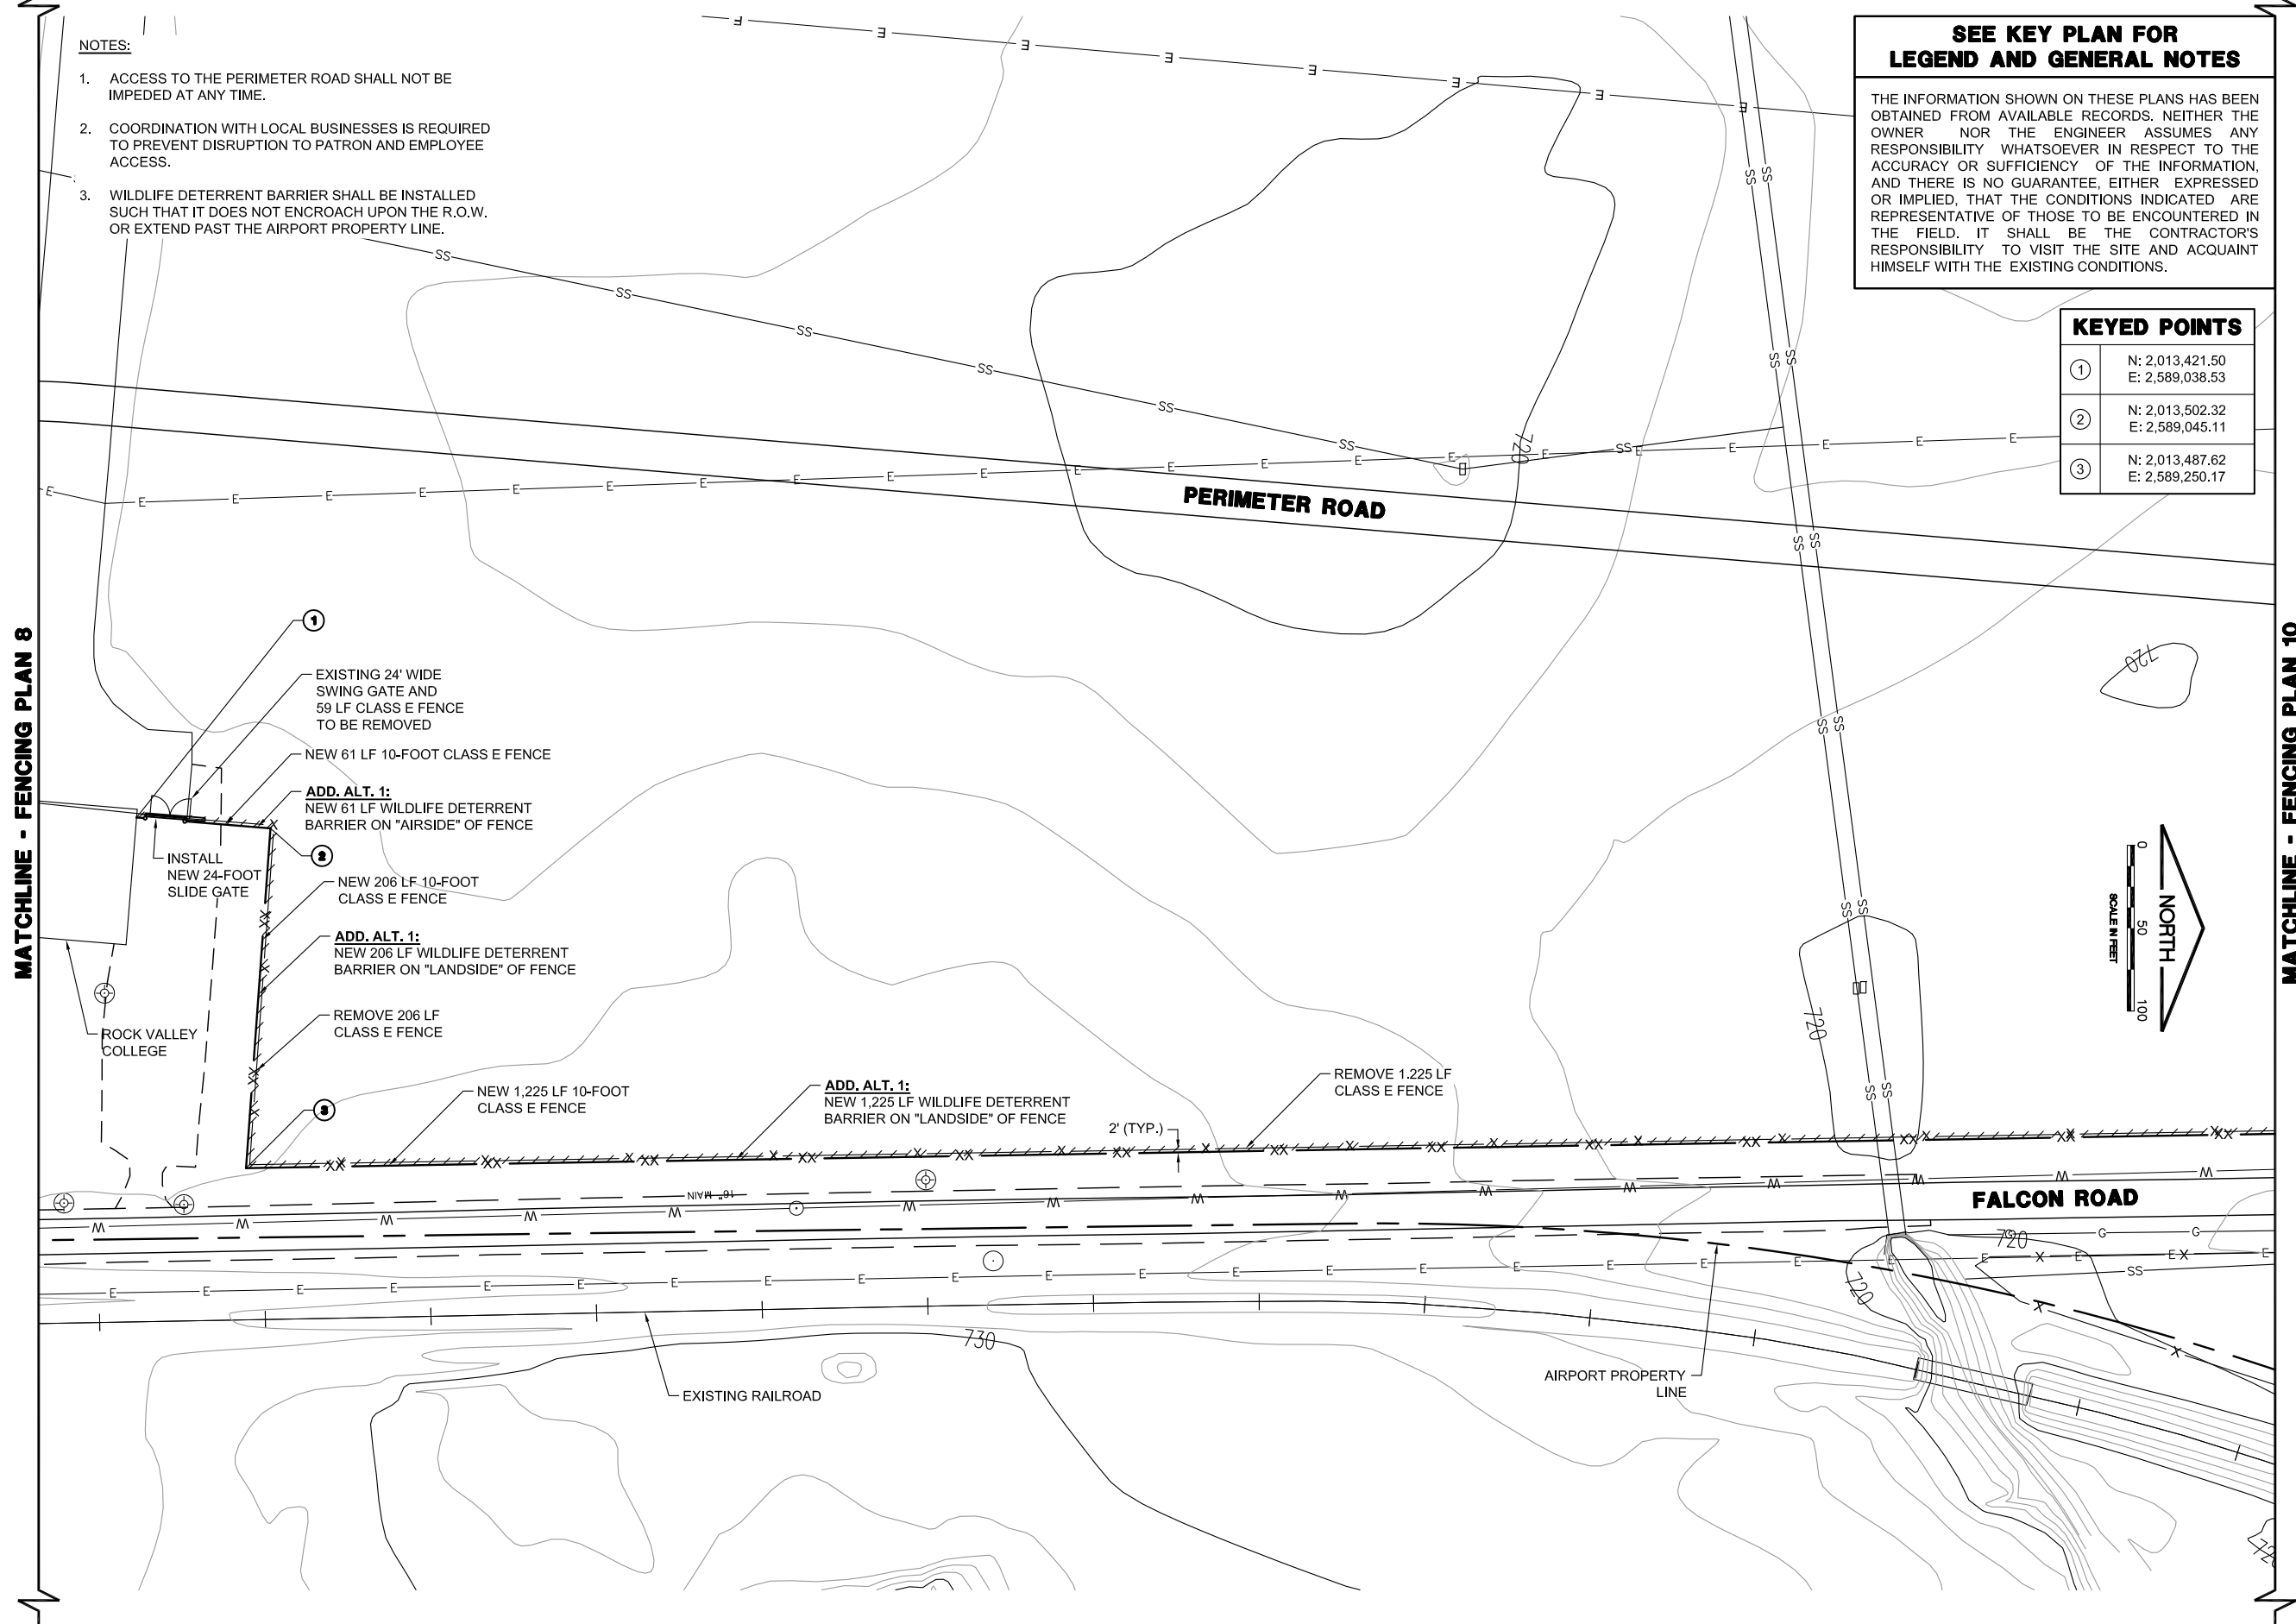 NOTES:
1. ACCESS TO THE PERIMETER ROAD SHALL NOT BE
IMPEDED AT ANY TIME.
2. COORDINATION WITH LOCAL BUSINESSES IS REQUIRED
TO PREVENT DISRUPTION TO PATRON AND EMPLOYEE
ACCESS.
3. WILDLIFE DETERRENT BARRIER SHALL BE INSTALLED
SUCH THAT IT DOES NOT ENCROACH UPON THE R.O.W.
OR EXTEND PAST THE AIRPORT PROPERTY LINE.
SEE KEY PLAN FOR
LEGEND AND GENERAL NOTES
THE INFORMATION SHOWN ON THESE PLANS HAS BEEN
OBTAINED FROM AVAILABLE RECORDS. NEITHER THE
OWNER NOR THE ENGINEER ASSUMES ANY
RESPONSIBILITY WHATSOEVER IN RESPECT TO THE
ACCURACY OR SUFFICIENCY OF THE INFORMATION,
AND THERE IS NO GUARANTEE, EITHER EXPRESSED
OR IMPLIED, THAT THE CONDITIONS INDICATED ARE
REPRESENTATIVE OF THOSE TO BE ENCOUNTERED IN
THE FIELD. IT SHALL BE THE CONTRACTOR'S
RESPONSIBILITY TO VISIT THE SITE AND ACQUAINT
HIMSELF WITH THE EXISTING CONDITIONS.
KEYED POINTS
1 N: 2,013,421.50
E: 2,589,038.53
2 N: 2,013,502.32
E: 2,589,045.11
3 N: 2,013,487.62
E: 2,589,250.17
PERIMETER ROAD
720
720
MATCHLINE - FENCING PLAN 8
MATCHLINE - FENCING PLAN 10
1
EXISTING 24' WIDE
SWING GATE AND
59 LF CLASS E FENCE
TO BE REMOVED
NEW 61 LF 10-FOOT CLASS E FENCE
ADD. ALT. 1:
NEW 61 LF WILDLIFE DETERRENT
BARRIER ON "AIRSIDE" OF FENCE
2
INSTALL
NEW 24-FOOT
SLIDE GATE
NEW 206 LF 10-FOOT
CLASS E FENCE
ADD. ALT. 1:
NEW 206 LF WILDLIFE DETERRENT
BARRIER ON "LANDSIDE" OF FENCE
REMOVE 206 LF
CLASS E FENCE
ROCK VALLEY
COLLEGE
3
NEW 1,225 LF 10-FOOT
CLASS E FENCE
ADD. ALT. 1:
NEW 1,225 LF WILDLIFE DETERRENT
BARRIER ON "LANDSIDE" OF FENCE
2' (TYP.)
REMOVE 1.225 LF
CLASS E FENCE
720
NORTH
0 50 100
SCALE IN FEET
16" MAIN
FALCON ROAD
720
720
730
EXISTING RAILROAD
AIRPORT PROPERTY
LINE